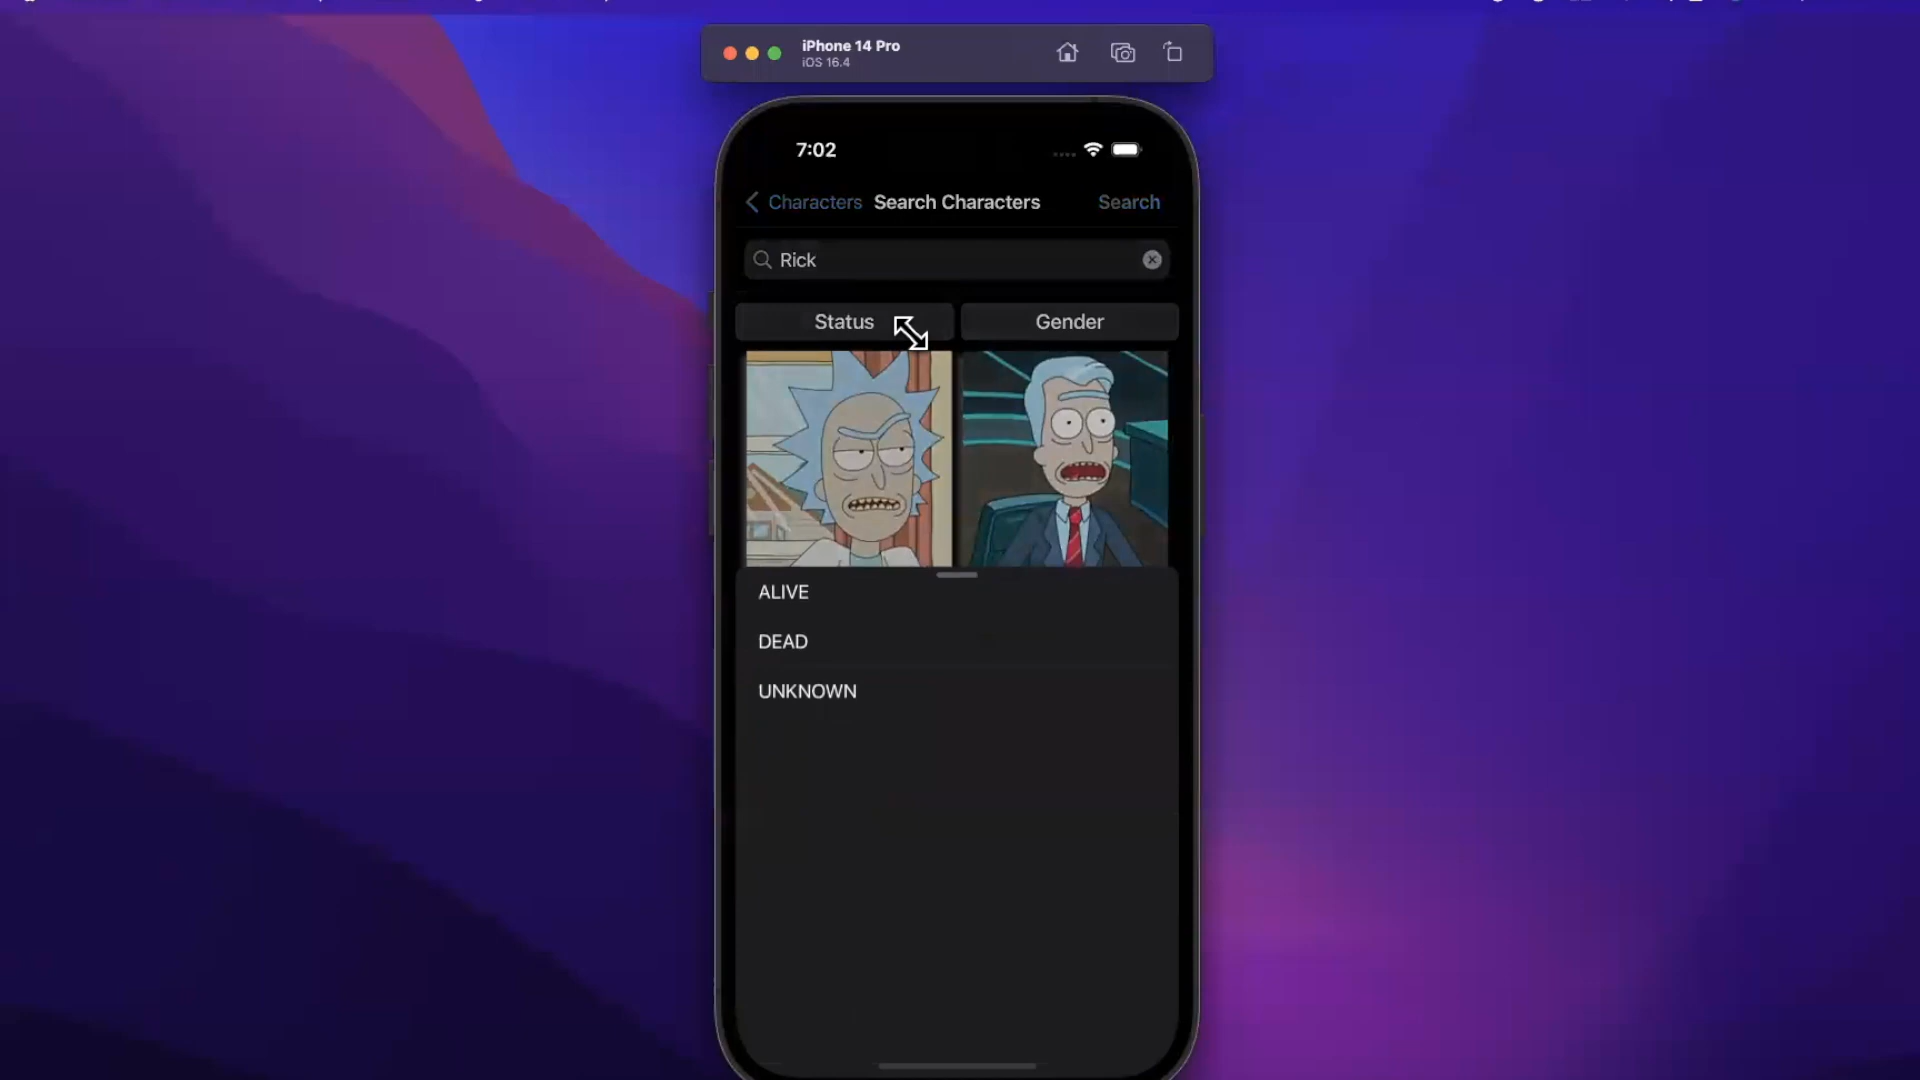 iPhone 14 Pro
iOS 16.4
7:02
Characters Search Characters Search
Rick
Status Gender
ALIVE
DEAD
UNKNOWN